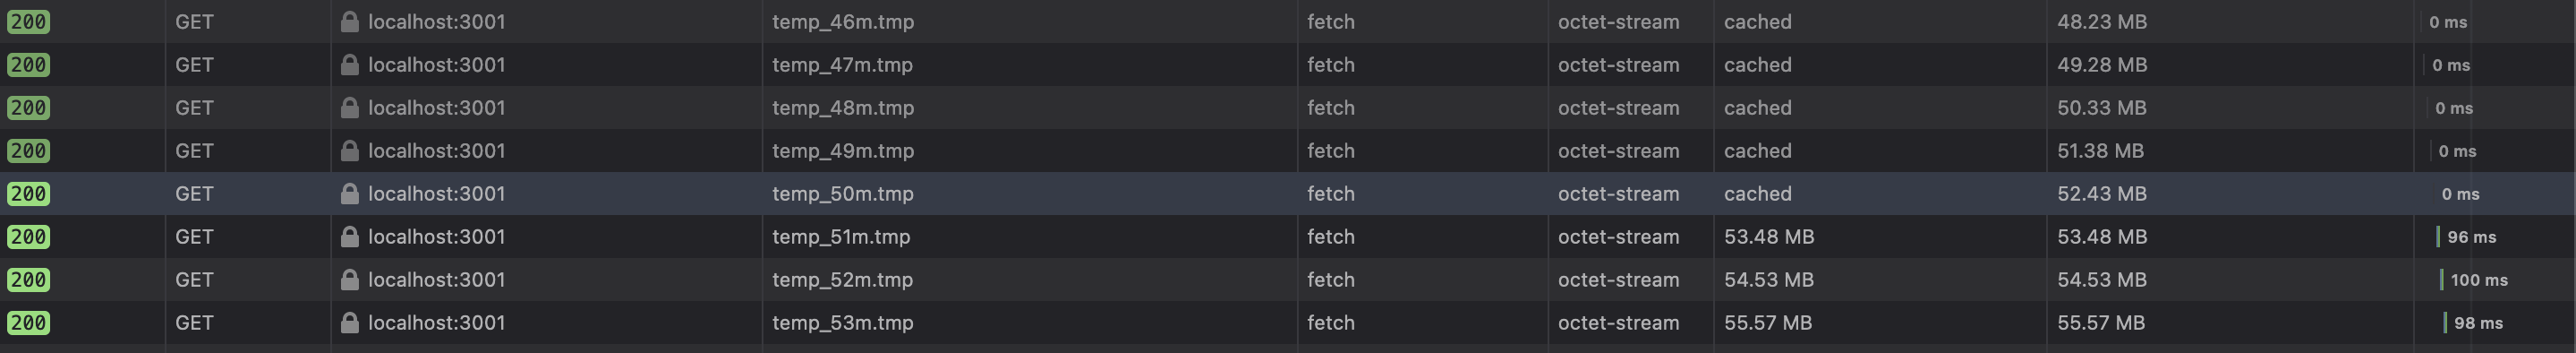 200 GET localhost:3001 temp_46m.tmp fetch octet-stream cached 48.23 MB 0 ms
200 GET localhost:3001 temp_47m.tmp fetch octet-stream cached 49.28 MB 0 ms
200 GET localhost:3001 temp_48m.tmp fetch octet-stream cached 50.33 MB 0 ms
200 GET localhost:3001 temp_49m.tmp fetch octet-stream cached 51.38 MB 0 ms
200 GET localhost:3001 temp_50m.tmp fetch octet-stream cached 52.43 MB 0 ms
200 GET localhost:3001 temp_51m.tmp fetch octet-stream 53.48 MB 53.48 MB 96 ms
200 GET localhost:3001 temp_52m.tmp fetch octet-stream 54.53 MB 54.53 MB 100 ms
200 GET localhost:3001 temp_53m.tmp fetch octet-stream 55.57 MB 55.57 MB 98 ms